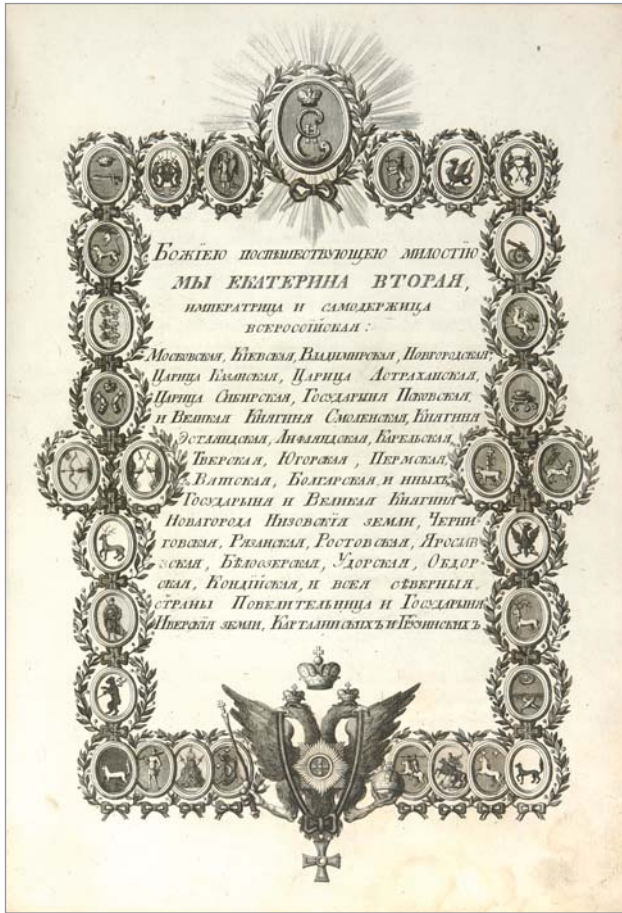 Божїею поспѣшествующею милостїю
МЫ ЕКАТЕРИНА ВТОРАЯ,
ИМПЕРАТРИЦА И САМОДЕРЖИЦА
ВСЕРОССІЙСКАЯ:
Московская, Кїевская, Владимирская, Новгородская,
Царица Казанская, Царица Астраханская,
Царица Сибирская, Государыня Псковская,
и Великая Княгиня Смоленская, Княгиня
Эстляндская, Лифляндская, Карельская,
Тверская, Югорская, Пермская,
Вятская, Болгарская и иныхъ,
Государыня и Великая Княгиня
Новагорода Низовскїя земли, Черни-
говская, Рязанская, Ростовская, Ярослав
ская, Бѣлоозерская, Удорская, Обдор-
ская, Кондїйская, и всея сѣверныя
страны Повелительница и Государыня
Иверскїя земли, Карталинскихъ и Грузинскихъ